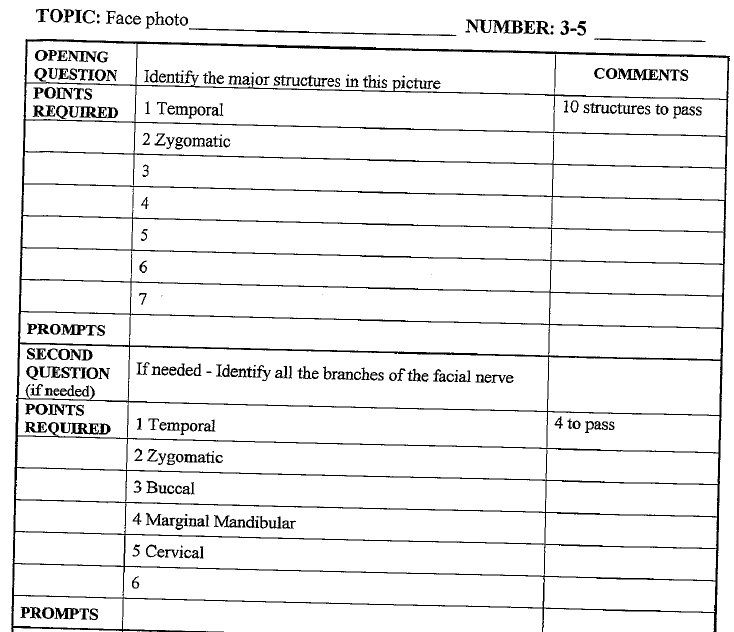 TOPIC: Face photo
NUMBER: 3-5
OPENING
QUESTION
Identify the major structures in this picture
COMMENTS
POINTS
REQUIRED
1 Temporal
10 structures to pass
2 Zygomatic
3
4
5
6
7
PROMPTS
SECOND
QUESTION
(if needed)
If needed - Identify all the branches of the facial nerve
POINTS
REQUIRED
1 Temporal
4 to pass
2 Zygomatic
3 Buccal
4 Marginal Mandibular
5 Cervical
6
PROMPTS